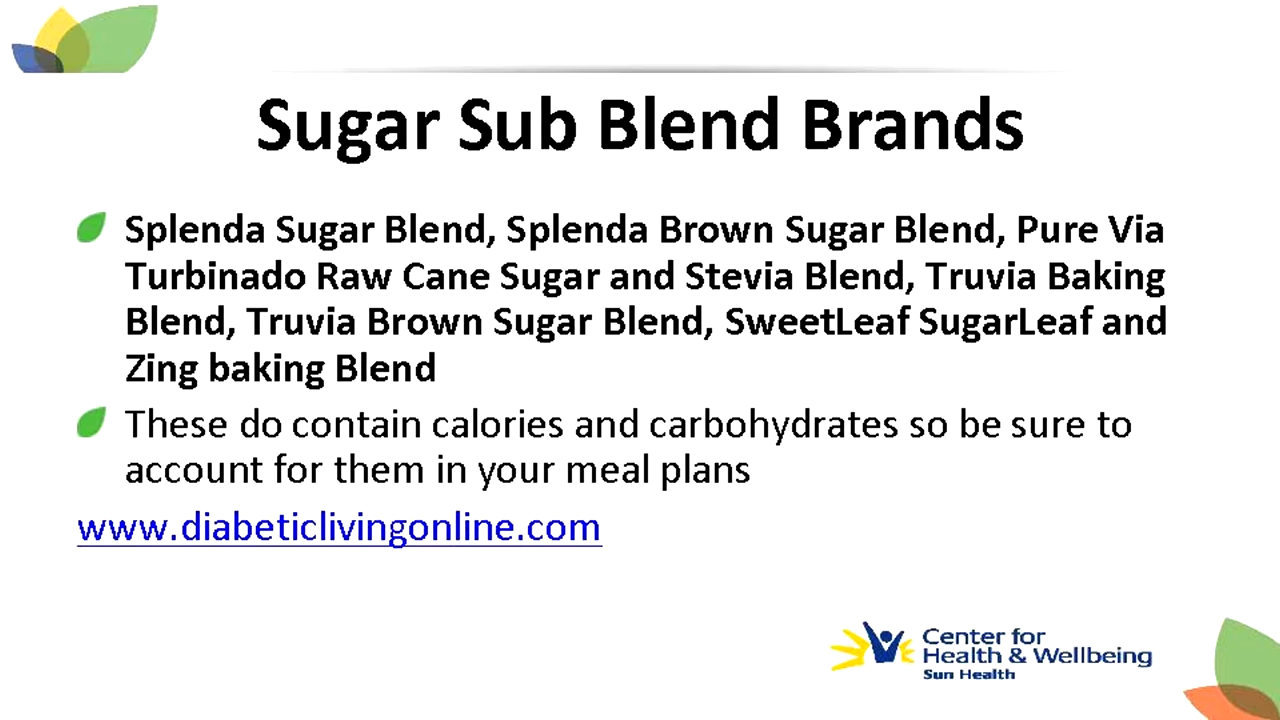 Sugar Sub Blend Brands
Splenda Sugar Blend, Splenda Brown Sugar Blend, Pure Via
Turbinado Raw Cane Sugar and Stevia Blend, Truvia Baking
Blend, Truvia Brown Sugar Blend, SweetLeaf SugarLeaf and
Zing baking Blend
These do contain calories and carbohydrates so be sure to
account for them in your meal plans
www.diabeticlivingonline.com
Center for
Health & Wellbeing
Sun Health